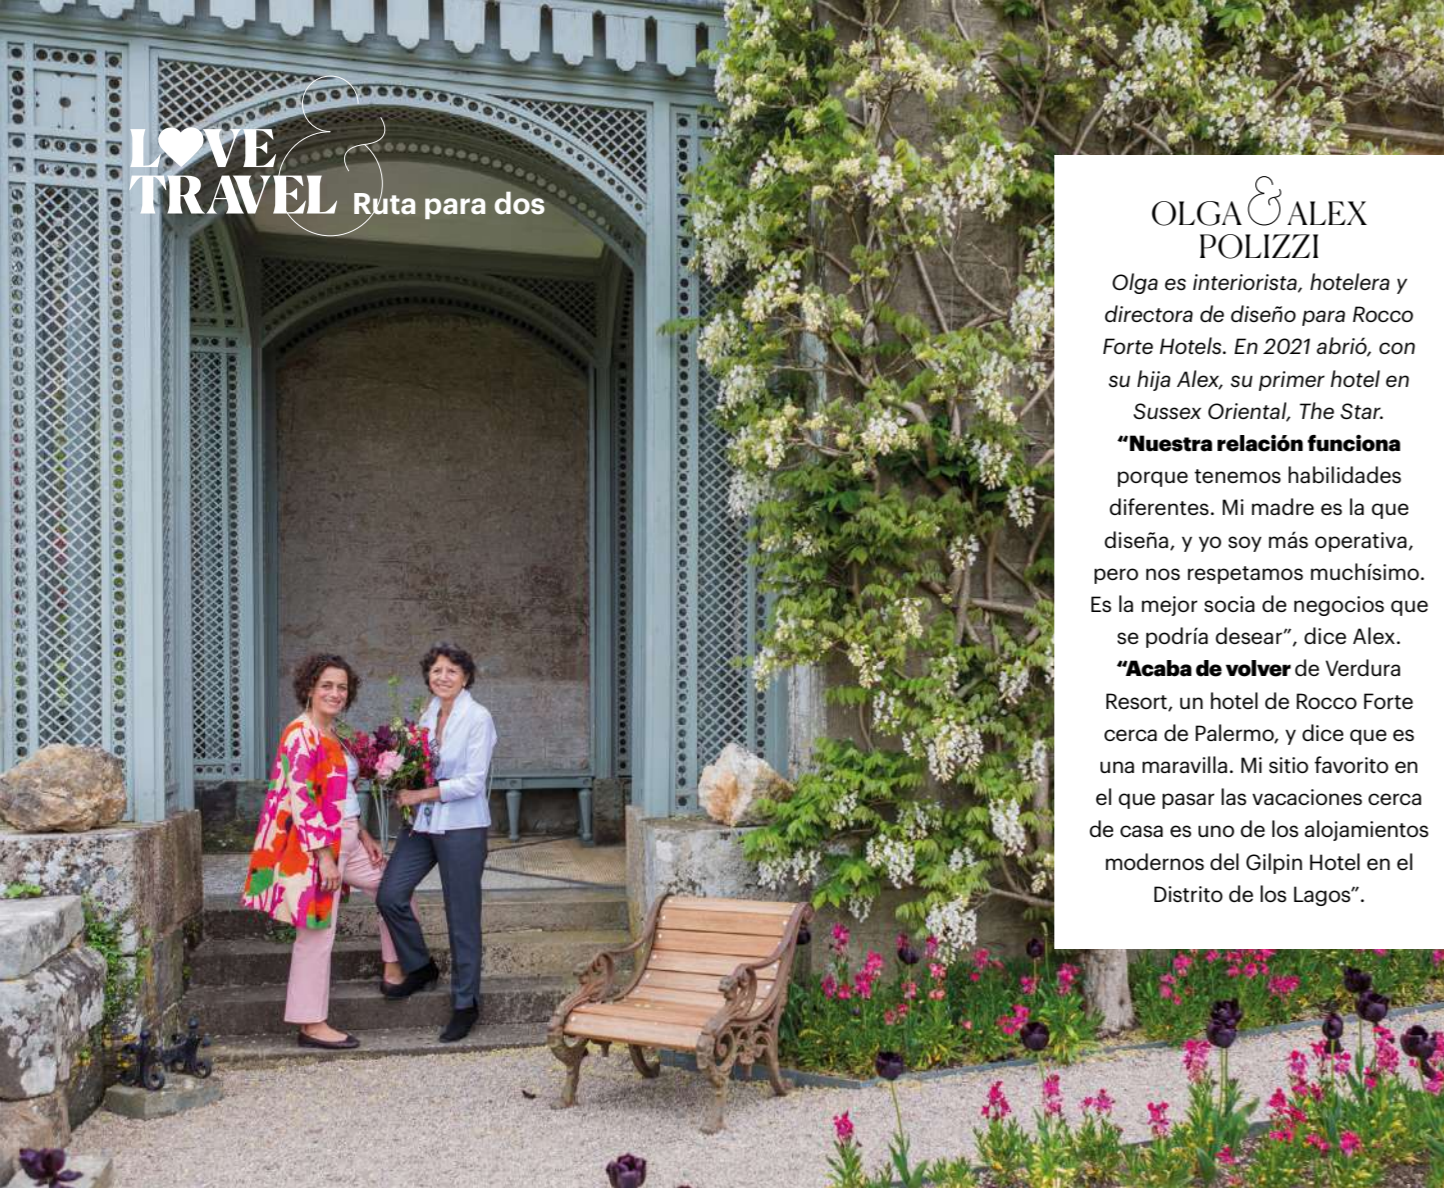 LOVE &
TRAVEL Ruta para dos
OLGA & ALEX
POLIZZI
Olga es interiorista, hotelera y
directora de diseño para Rocco
Forte Hotels. En 2021 abrió, con
su hija Alex, su primer hotel en
Sussex Oriental, The Star.
“Nuestra relación funciona
porque tenemos habilidades
diferentes. Mi madre es la que
diseña, y yo soy más operativa,
pero nos respetamos muchísimo.
Es la mejor socia de negocios que
se podría desear”, dice Alex.
“Acaba de volver de Verdura
Resort, un hotel de Rocco Forte
cerca de Palermo, y dice que es
una maravilla. Mi sitio favorito en
el que pasar las vacaciones cerca
de casa es uno de los alojamientos
modernos del Gilpin Hotel en el
Distrito de los Lagos”.